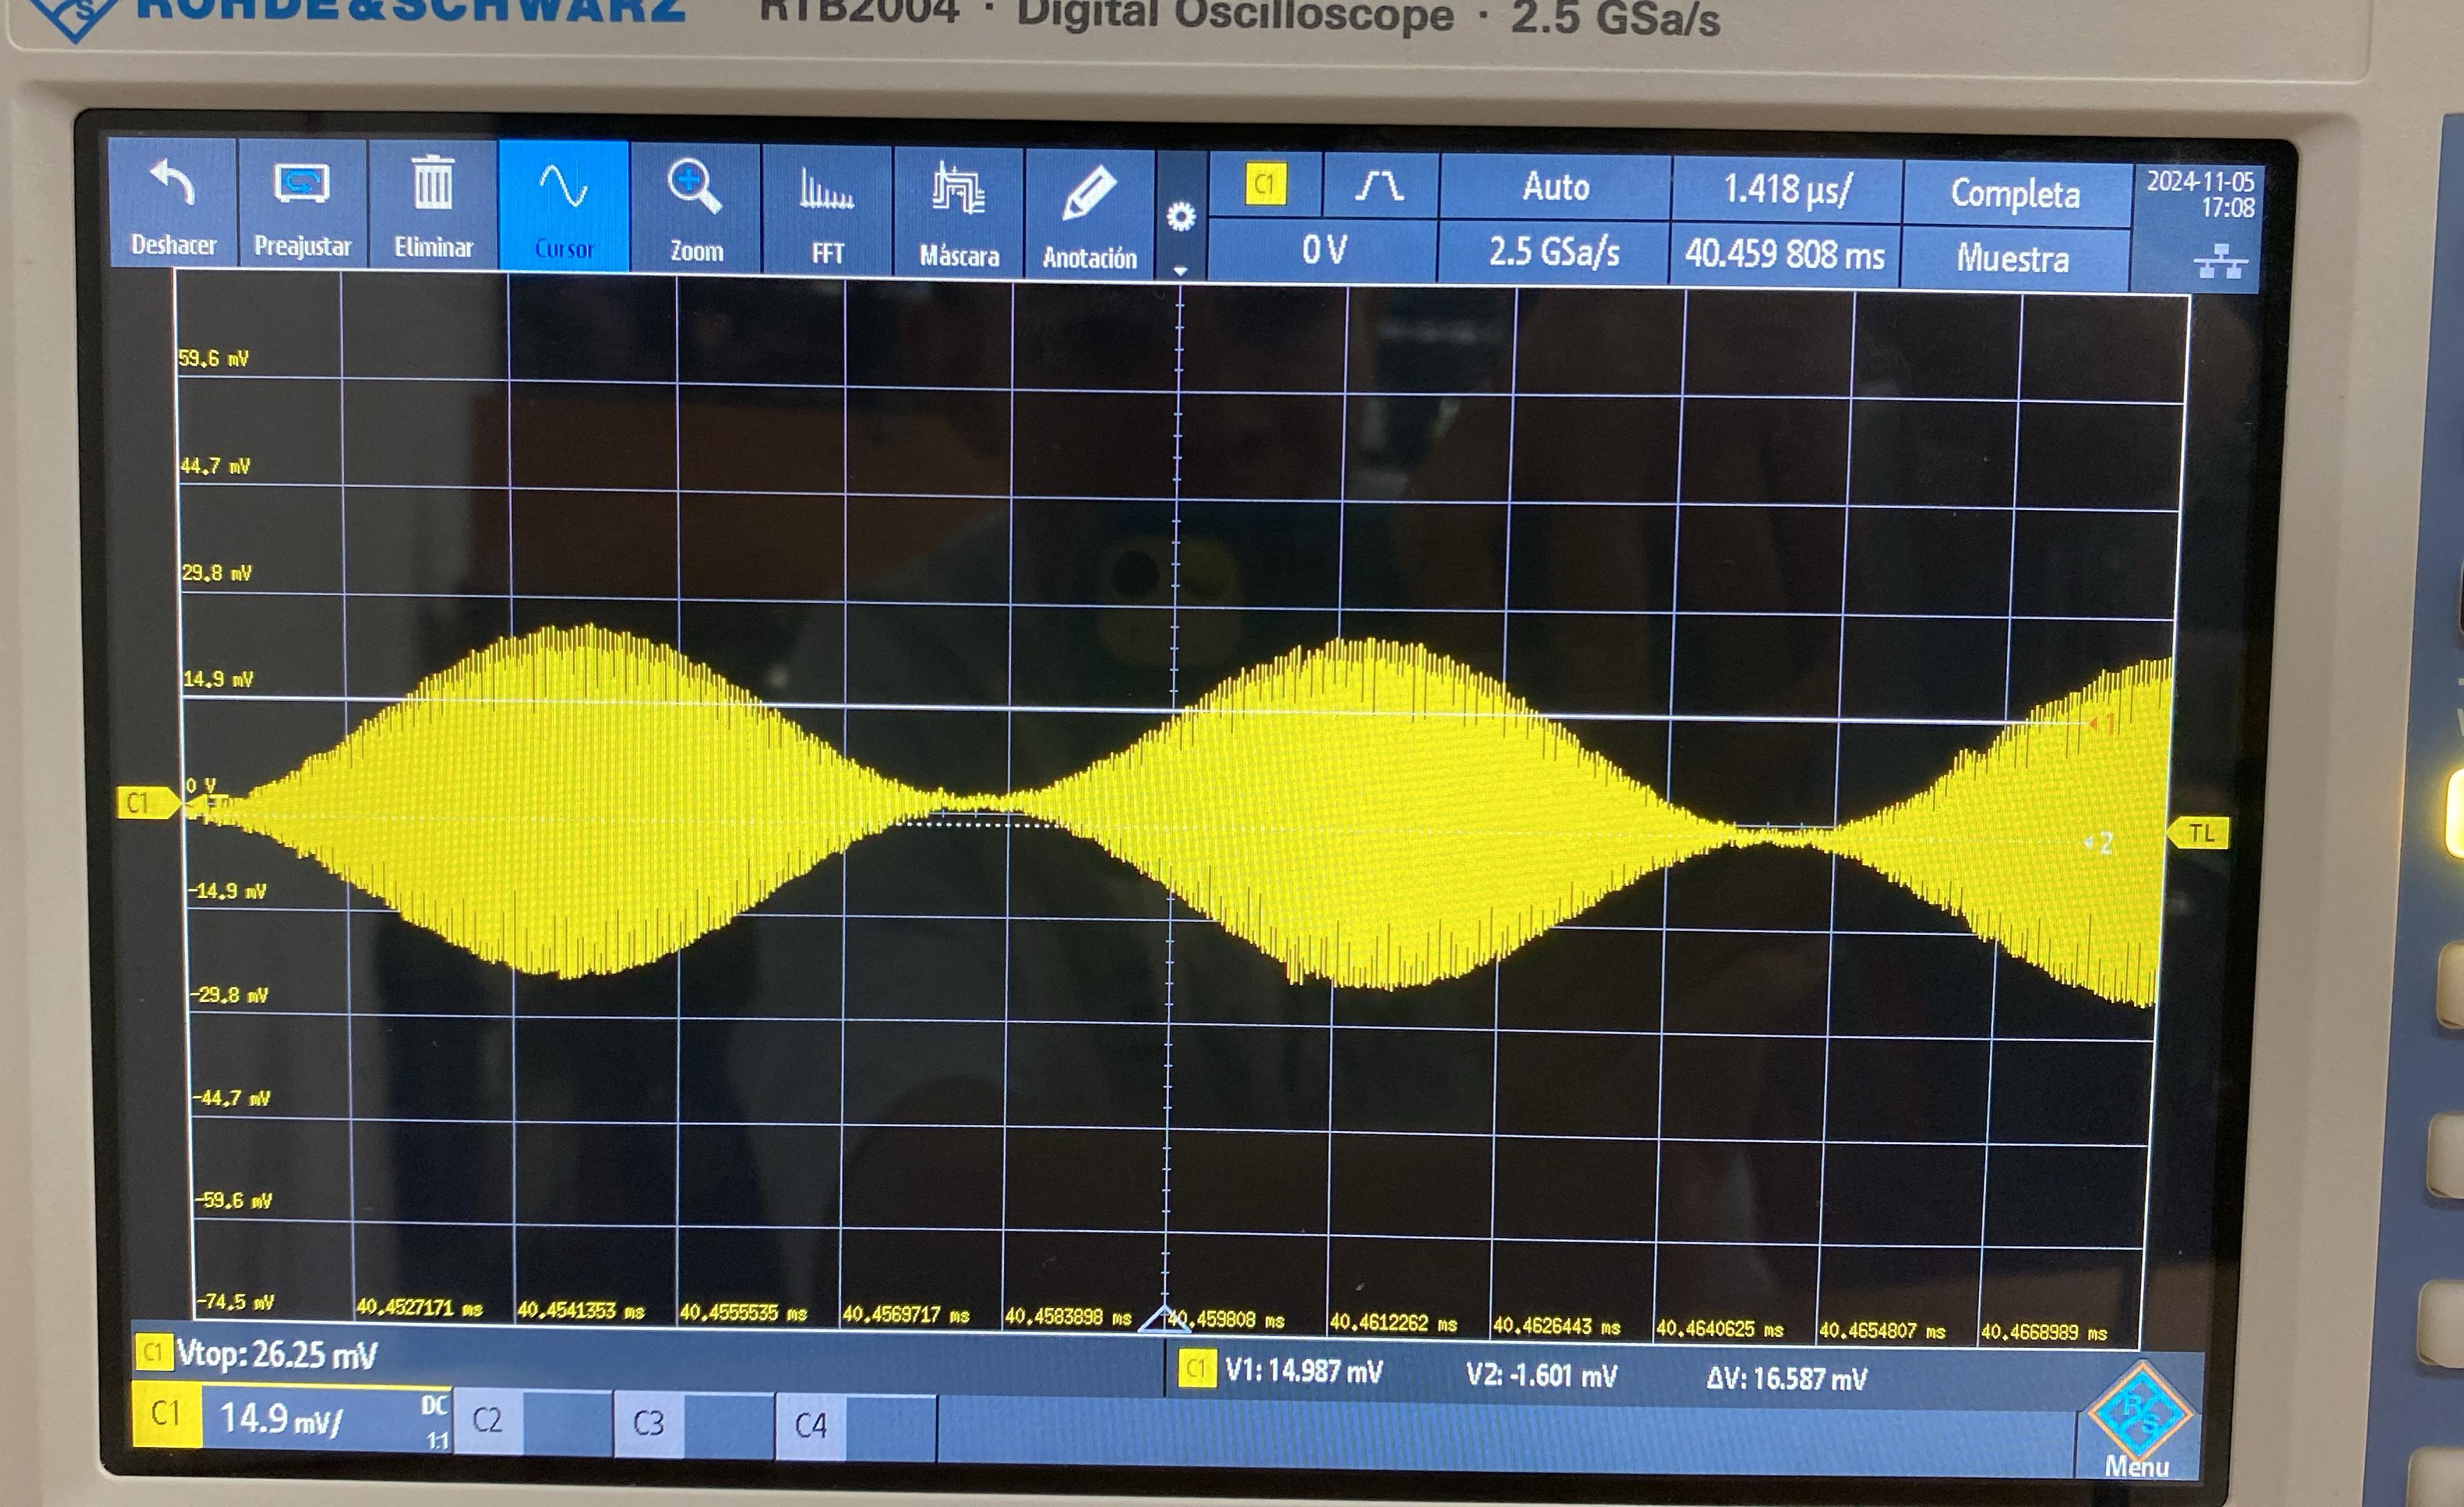 ROHDE & SCHWARZ RTB2004 · Digital Oscilloscope · 2.5 GSa/s
Deshacer Preajustar Eliminar Cursor Zoom FFT Máscara Anotación
C1 Auto 1.418 µs/ Completa
0 V 2.5 GSa/s 40.459 808 ms Muestra
2024-11-05
17:08
59.6 mV
44.7 mV
29.8 mV
14.9 mV
1
0 V
C1
TL
2
-14.9 mV
-29.8 mV
-44.7 mV
-59.6 mV
-74.5 mV
40.4527171 ms 40.4541353 ms 40.4555535 ms 40.4569717 ms 40.4583898 ms 40.459808 ms 40.4612262 ms 40.4626443 ms 40.4640625 ms 40.4654807 ms 40.4668989 ms
C1 Vtop: 26.25 mV
C1 V1: 14.987 mV V2: -1.601 mV ΔV: 16.587 mV
C1 14.9 mV/ DC 1:1 C2 C3 C4
R S
Menu